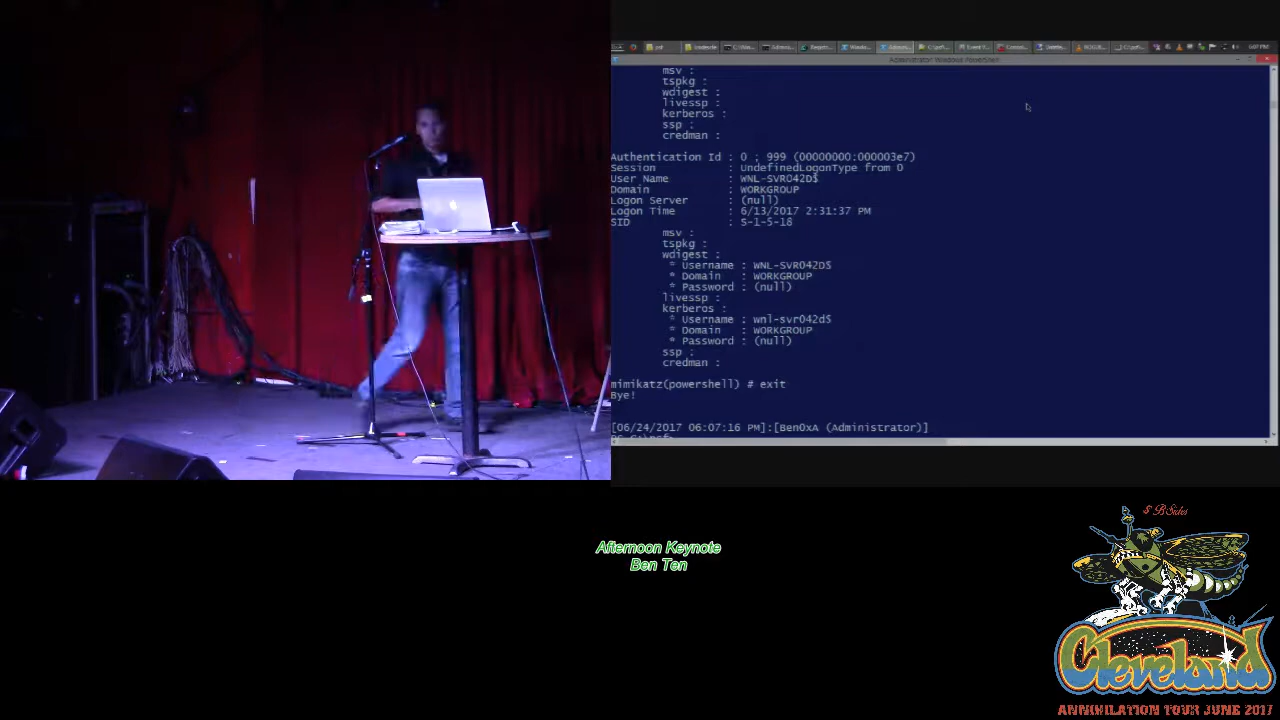 Administrator: Windows PowerShell
msv :
tspkg :
wdigest :
livessp :
kerberos :
ssp :
credman :
Authentication Id : 0 ; 999 (00000000:000003e7)
Session : UndefinedLogonType from 0
User Name : WNL-SVR042D$
Domain : WORKGROUP
Logon Server : (null)
Logon Time : 6/13/2017 2:31:37 PM
SID : S-1-5-18
msv :
tspkg :
wdigest :
* Username : WNL-SVR042D$
* Domain : WORKGROUP
* Password : (null)
livessp :
kerberos :
* Username : wnl-svr042d$
* Domain : WORKGROUP
* Password : (null)
ssp :
credman :
mimikatz(powershell) # exit
Bye!
[06/24/2017 06:07:16 PM]:[Ben0xA (Administrator)]
Afternoon Keynote
Ben Ten
BSides
Cleveland
ANNIHILATION TOUR JUNE 2017